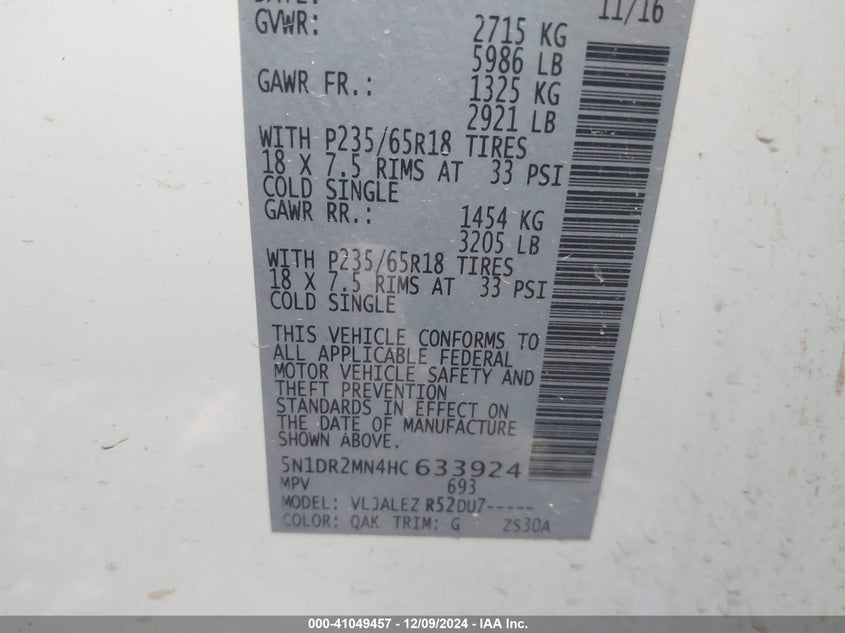 11/16
GVWR: 2715 KG
5986 LB
GAWR FR.: 1325 KG
2921 LB
WITH P235/65R18 TIRES
18 X 7.5 RIMS AT 33 PSI
COLD SINGLE
GAWR RR.: 1454 KG
3205 LB
WITH P235/65R18 TIRES
18 X 7.5 RIMS AT 33 PSI
COLD SINGLE
THIS VEHICLE CONFORMS TO
ALL APPLICABLE FEDERAL
MOTOR VEHICLE SAFETY AND
THEFT PREVENTION
STANDARDS IN EFFECT ON
THE DATE OF MANUFACTURE
SHOWN ABOVE.
5N1DR2MN4HC 633924
MPV 693
MODEL: VLJALEZ R52DU7-----
COLOR: QAK TRIM: G ZS30A
000-41049457 - 12/09/2024 - IAA Inc.